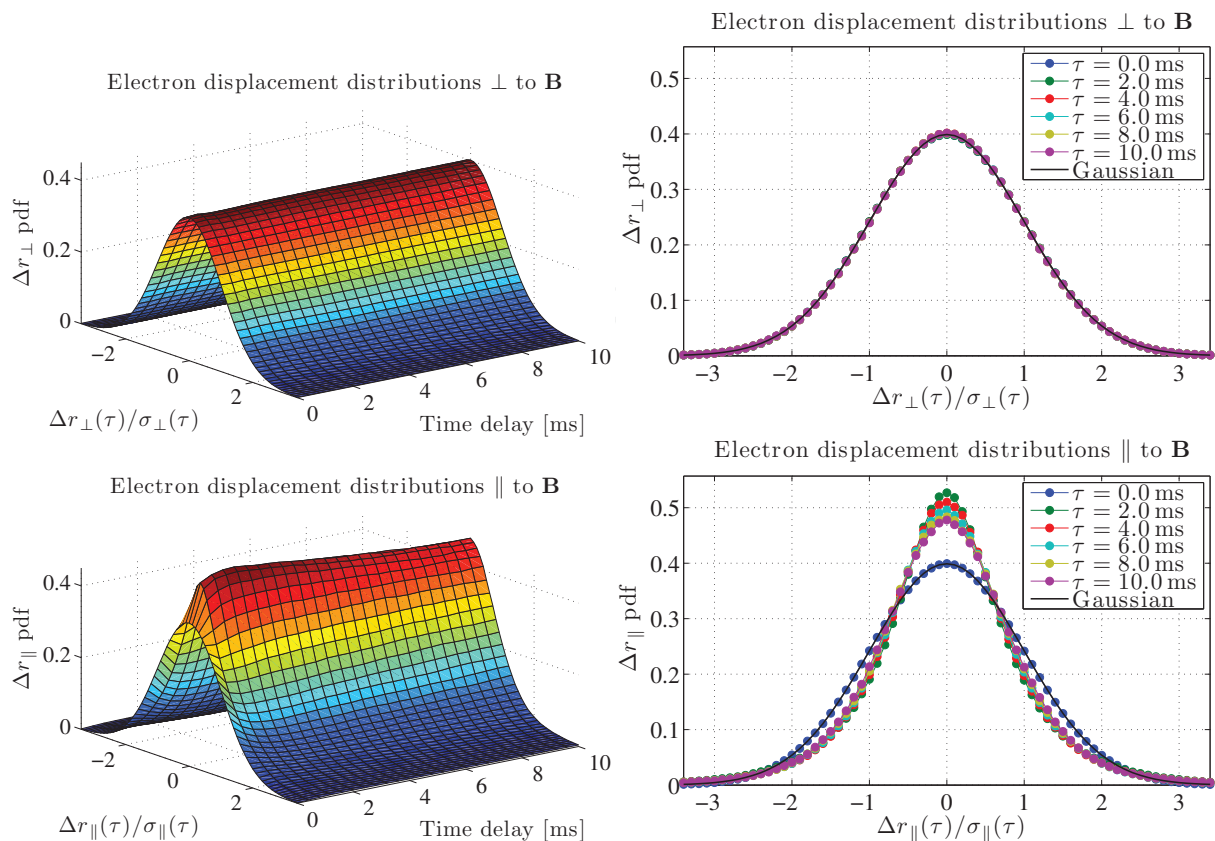 Electron displacement distributions ⊥ to B
Δr⊥ pdf
0.4
0.2
0
−2
0
2
0
2
4
6
8
10
Δr⊥(τ)/σ⊥(τ)
Time delay [ms]
Electron displacement distributions ⊥ to B
Δr⊥ pdf
0.5
0.4
0.3
0.2
0.1
0
−3
−2
−1
0
1
2
3
Δr⊥(τ)/σ⊥(τ)
τ = 0.0 ms
τ = 2.0 ms
τ = 4.0 ms
τ = 6.0 ms
τ = 8.0 ms
τ = 10.0 ms
Gaussian
Electron displacement distributions ∥ to B
Δr∥ pdf
0.4
0.2
0
−2
0
2
0
2
4
6
8
10
Δr∥(τ)/σ∥(τ)
Time delay [ms]
Electron displacement distributions ∥ to B
Δr∥ pdf
0.5
0.4
0.3
0.2
0.1
0
−3
−2
−1
0
1
2
3
Δr∥(τ)/σ∥(τ)
τ = 0.0 ms
τ = 2.0 ms
τ = 4.0 ms
τ = 6.0 ms
τ = 8.0 ms
τ = 10.0 ms
Gaussian